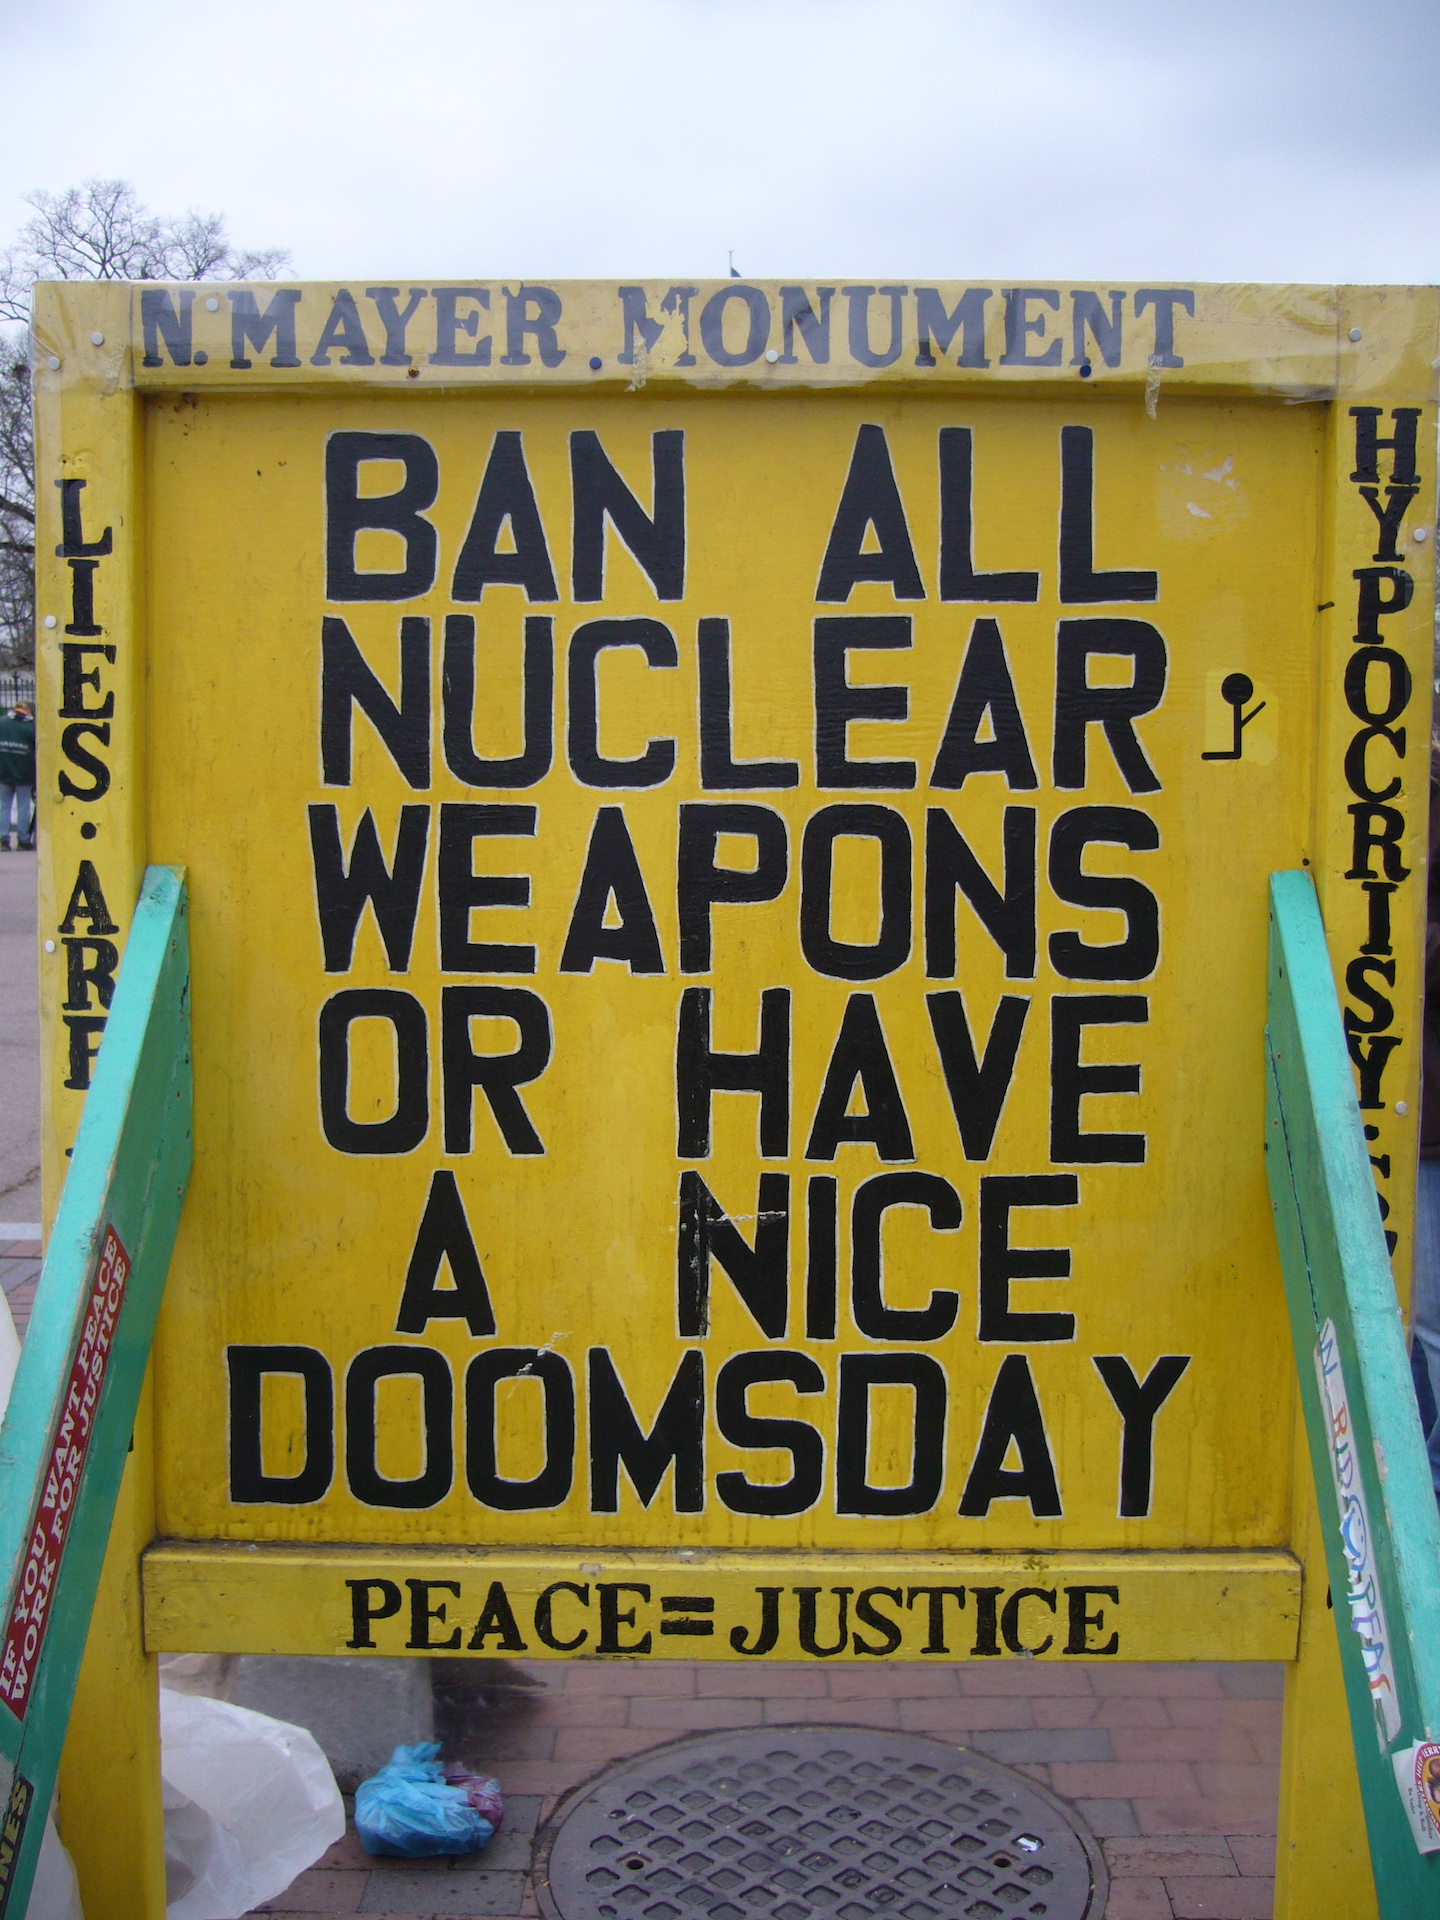 N. MAYER MONUMENT
LIES · ARE
BAN ALL
NUCLEAR
WEAPONS
OR HAVE
A NICE
DOOMSDAY
HYPOCRISY
PEACE=JUSTICE
IF YOU WANT PEACE
WORK FOR JUSTICE